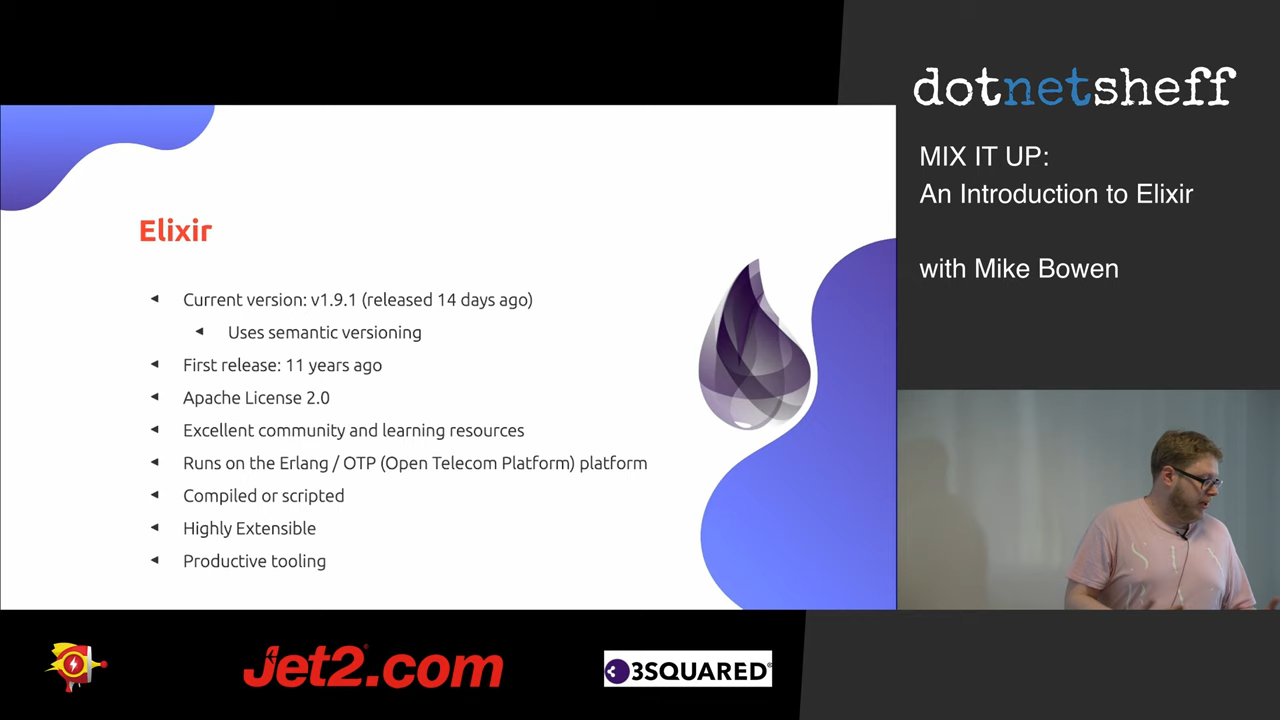 dotnetsheff
MIX IT UP:
An Introduction to Elixir
with Mike Bowen
Elixir
Current version: v1.9.1 (released 14 days ago)
Uses semantic versioning
First release: 11 years ago
Apache License 2.0
Excellent community and learning resources
Runs on the Erlang / OTP (Open Telecom Platform) platform
Compiled or scripted
Highly Extensible
Productive tooling
Jet2.com
3SQUARED